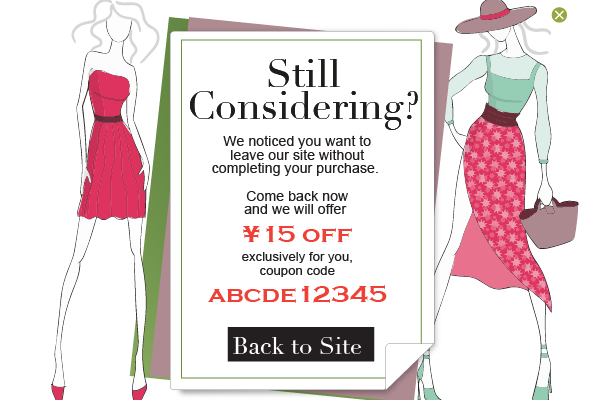 Still
Considering?
We noticed you want to
leave our site without
completing your purchase.
Come back now
and we will offer
¥15 OFF
exclusively for you,
coupon code
ABCDE12345
Back to Site